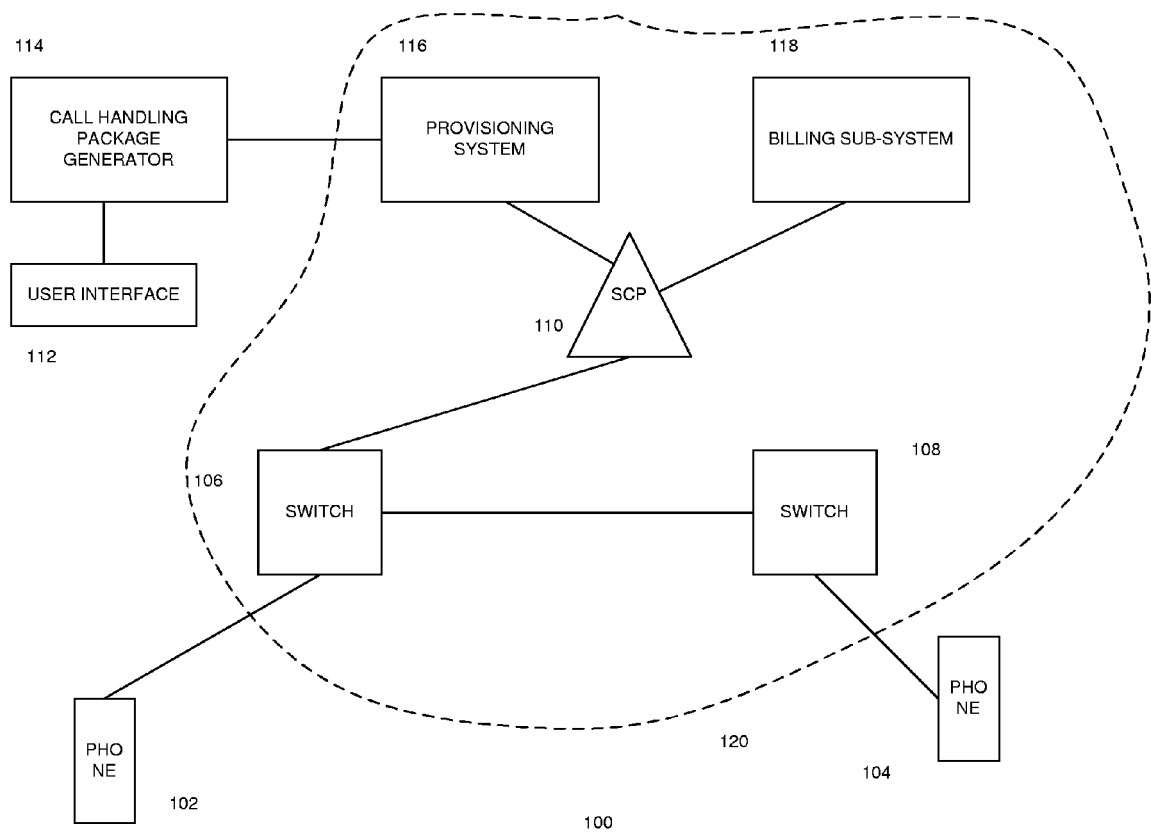 114
116
118
CALL HANDLING
PACKAGE
GENERATOR
PROVISIONING
SYSTEM
BILLING SUB-SYSTEM
USER INTERFACE
SCP
110
112
108
106
SWITCH
SWITCH
PHO
NE
120
104
PHO
NE
102
100